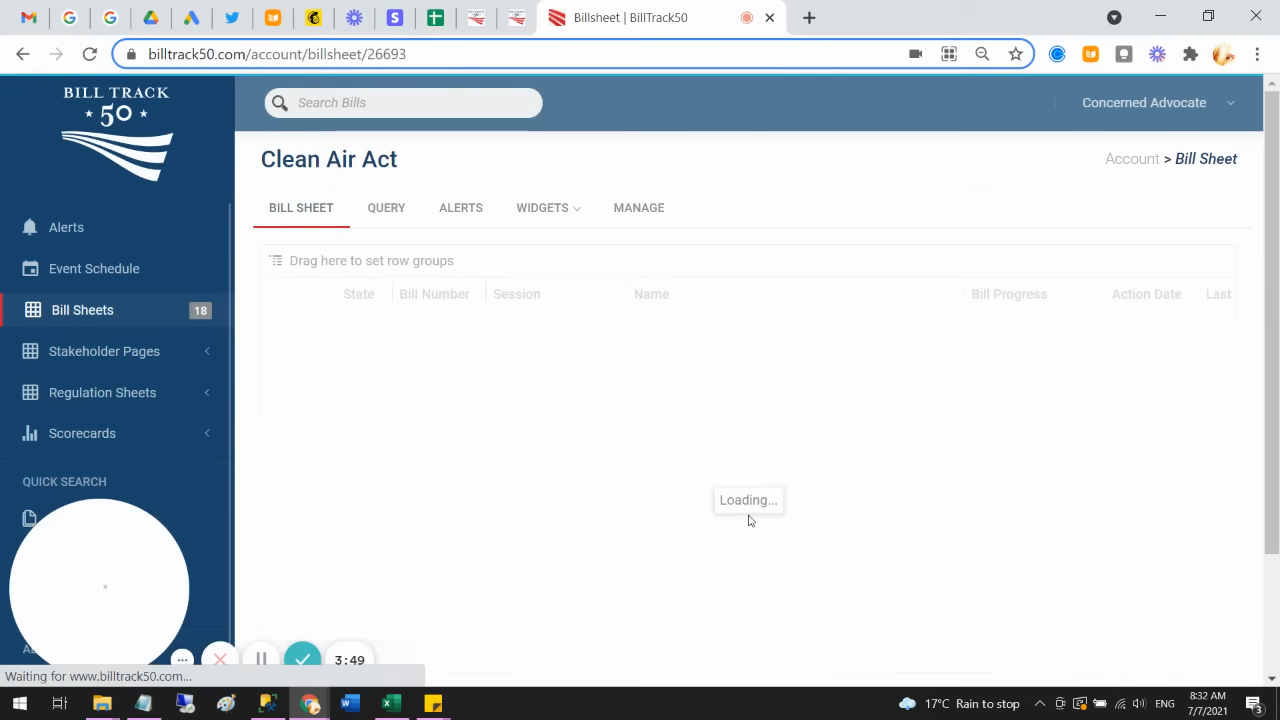 Billsheet | BillTrack50
billtrack50.com/account/billsheet/26693
BILL TRACK
50
Search Bills
Concerned Advocate
Clean Air Act
Account > Bill Sheet
BILL SHEET QUERY ALERTS WIDGETS MANAGE
Alerts
Event Schedule
Bill Sheets 18
Stakeholder Pages
Regulation Sheets
Scorecards
QUICK SEARCH
Drag here to set row groups
State Bill Number Session Name Bill Progress Action Date Last
Loading...
3:49
Waiting for www.billtrack50.com...
17°C Rain to stop
ENG
8:32 AM
7/7/2021
3